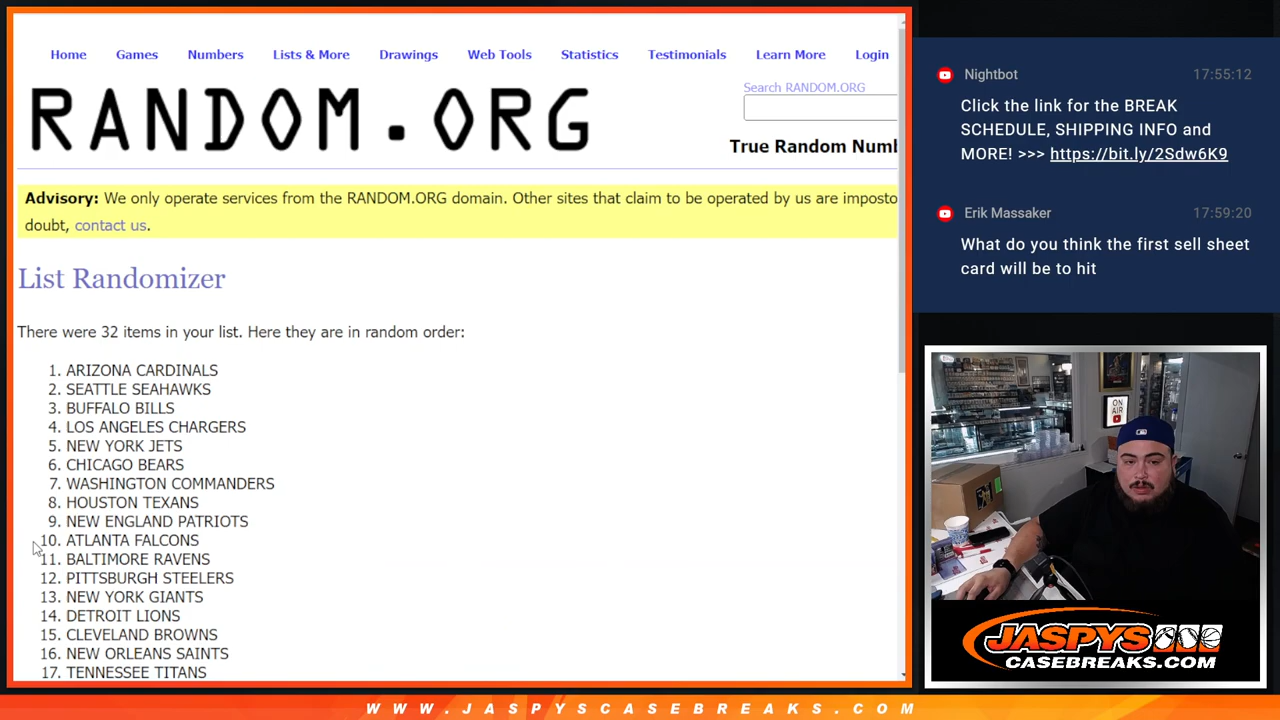 Home Games Numbers Lists & More Drawings Web Tools Statistics Testimonials Learn More Login
RANDOM.ORG
Search RANDOM.ORG
True Random Numb
Advisory: We only operate services from the RANDOM.ORG domain. Other sites that claim to be operated by us are imposto
doubt, contact us.
List Randomizer
There were 32 items in your list. Here they are in random order:
1. ARIZONA CARDINALS
2. SEATTLE SEAHAWKS
3. BUFFALO BILLS
4. LOS ANGELES CHARGERS
5. NEW YORK JETS
6. CHICAGO BEARS
7. WASHINGTON COMMANDERS
8. HOUSTON TEXANS
9. NEW ENGLAND PATRIOTS
10. ATLANTA FALCONS
11. BALTIMORE RAVENS
12. PITTSBURGH STEELERS
13. NEW YORK GIANTS
14. DETROIT LIONS
15. CLEVELAND BROWNS
16. NEW ORLEANS SAINTS
17. TENNESSEE TITANS
Nightbot 17:55:12
Click the link for the BREAK
SCHEDULE, SHIPPING INFO and
MORE! >>> https://bit.ly/2Sdw6K9
Erik Massaker 17:59:20
What do you think the first sell sheet
card will be to hit
ON
AIR
JASPYS
CASEBREAKS.COM
WWW.JASPYSCASEBREAKS.COM